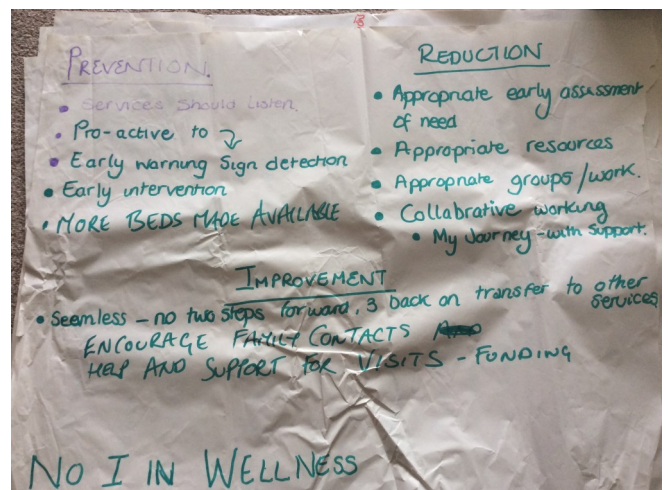 PREVENTION.
• Services Should Listen.
• Pro-active to
• Early warning Sign detection
• Early intervention
• MORE BEDS MADE AVAILABLE
REDUCTION
• Appropriate early assessment
of need
• Appropriate resources
• Appropriate groups/work.
• Collabrative working
• My Journey - with Support.
IMPROVEMENT
• Seamless - no two steps forward, 3 back on transfer to other
services
ENCOURAGE FAMILY CONTACTS
HELP AND SUPPORT FOR VISITS - FUNDING
NO I IN WELLNESS